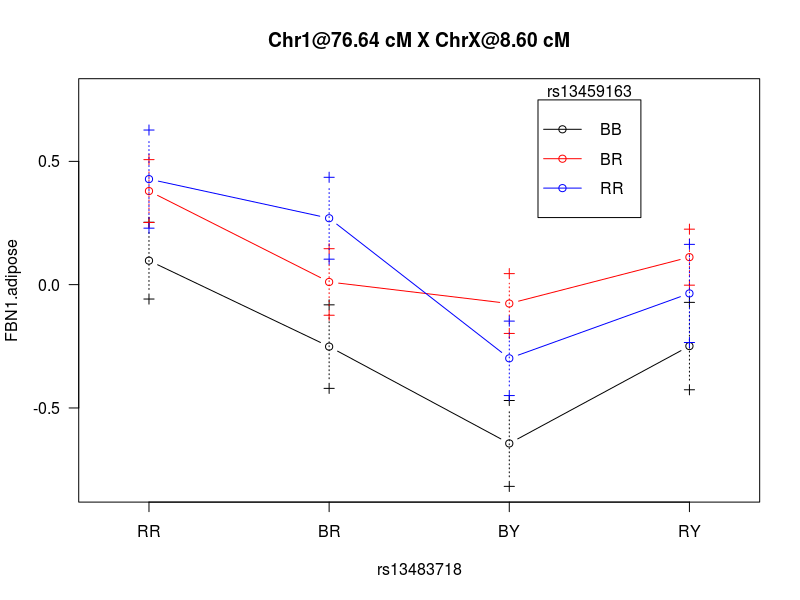 Chr1@76.64 cM X ChrX@8.60 cM
rs13459163
BB
BR
RR
FBN1.adipose
0.5
0.0
-0.5
RR BR BY RY
rs13483718